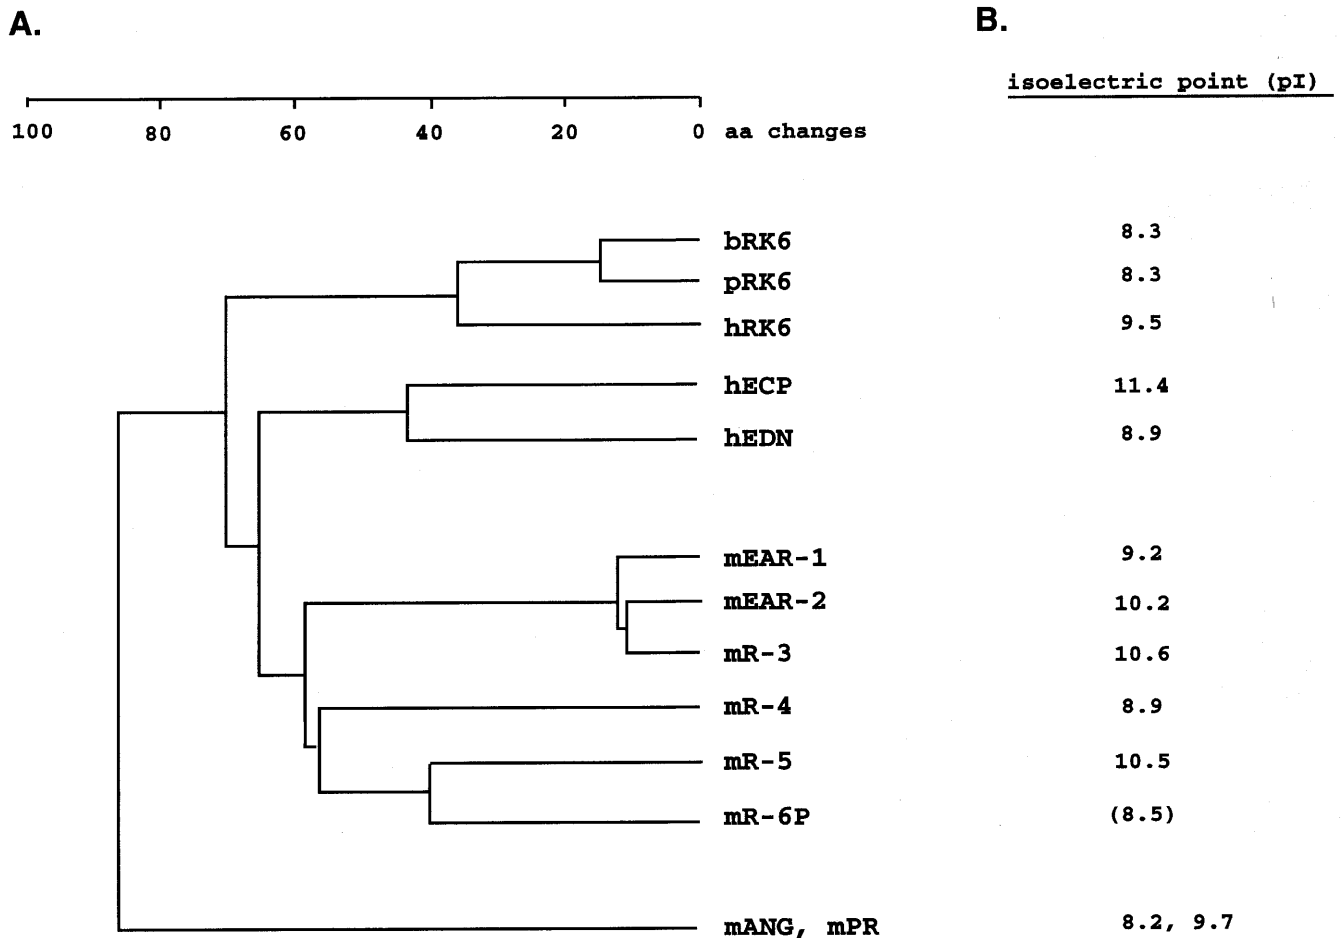 A.
B.
isoelectric point (pI)
100 80 60 40 20 0 aa changes
bRK6 8.3
pRK6 8.3
hRK6 9.5
hECP 11.4
hEDN 8.9
mEAR-1 9.2
mEAR-2 10.2
mR-3 10.6
mR-4 8.9
mR-5 10.5
mR-6P (8.5)
mANG, mPR 8.2, 9.7